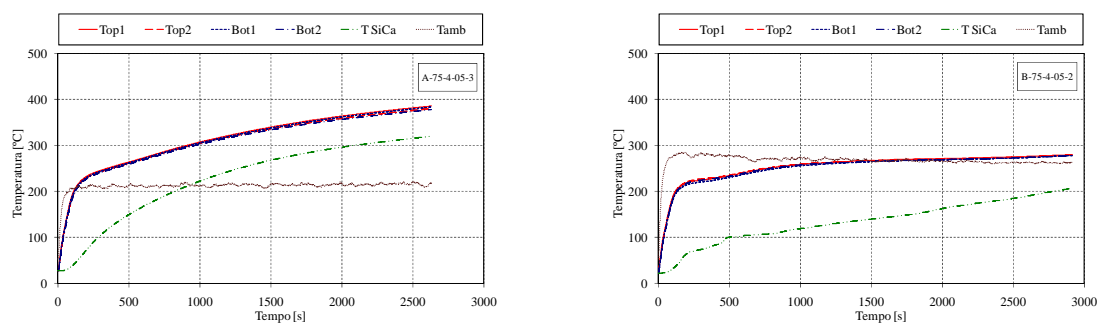 Top1 Top2 Bot1 Bot2 T SiCa Tamb
500
400
300
200
100
0
Temperatura [ºC]
A-75-4-05-3
0 500 1000 1500 2000 2500 3000
Tempo [s]
Top1 Top2 Bot1 Bot2 T SiCa Tamb
500
400
300
200
100
0
Temperatura [ºC]
B-75-4-05-2
0 500 1000 1500 2000 2500 3000
Tempo [s]